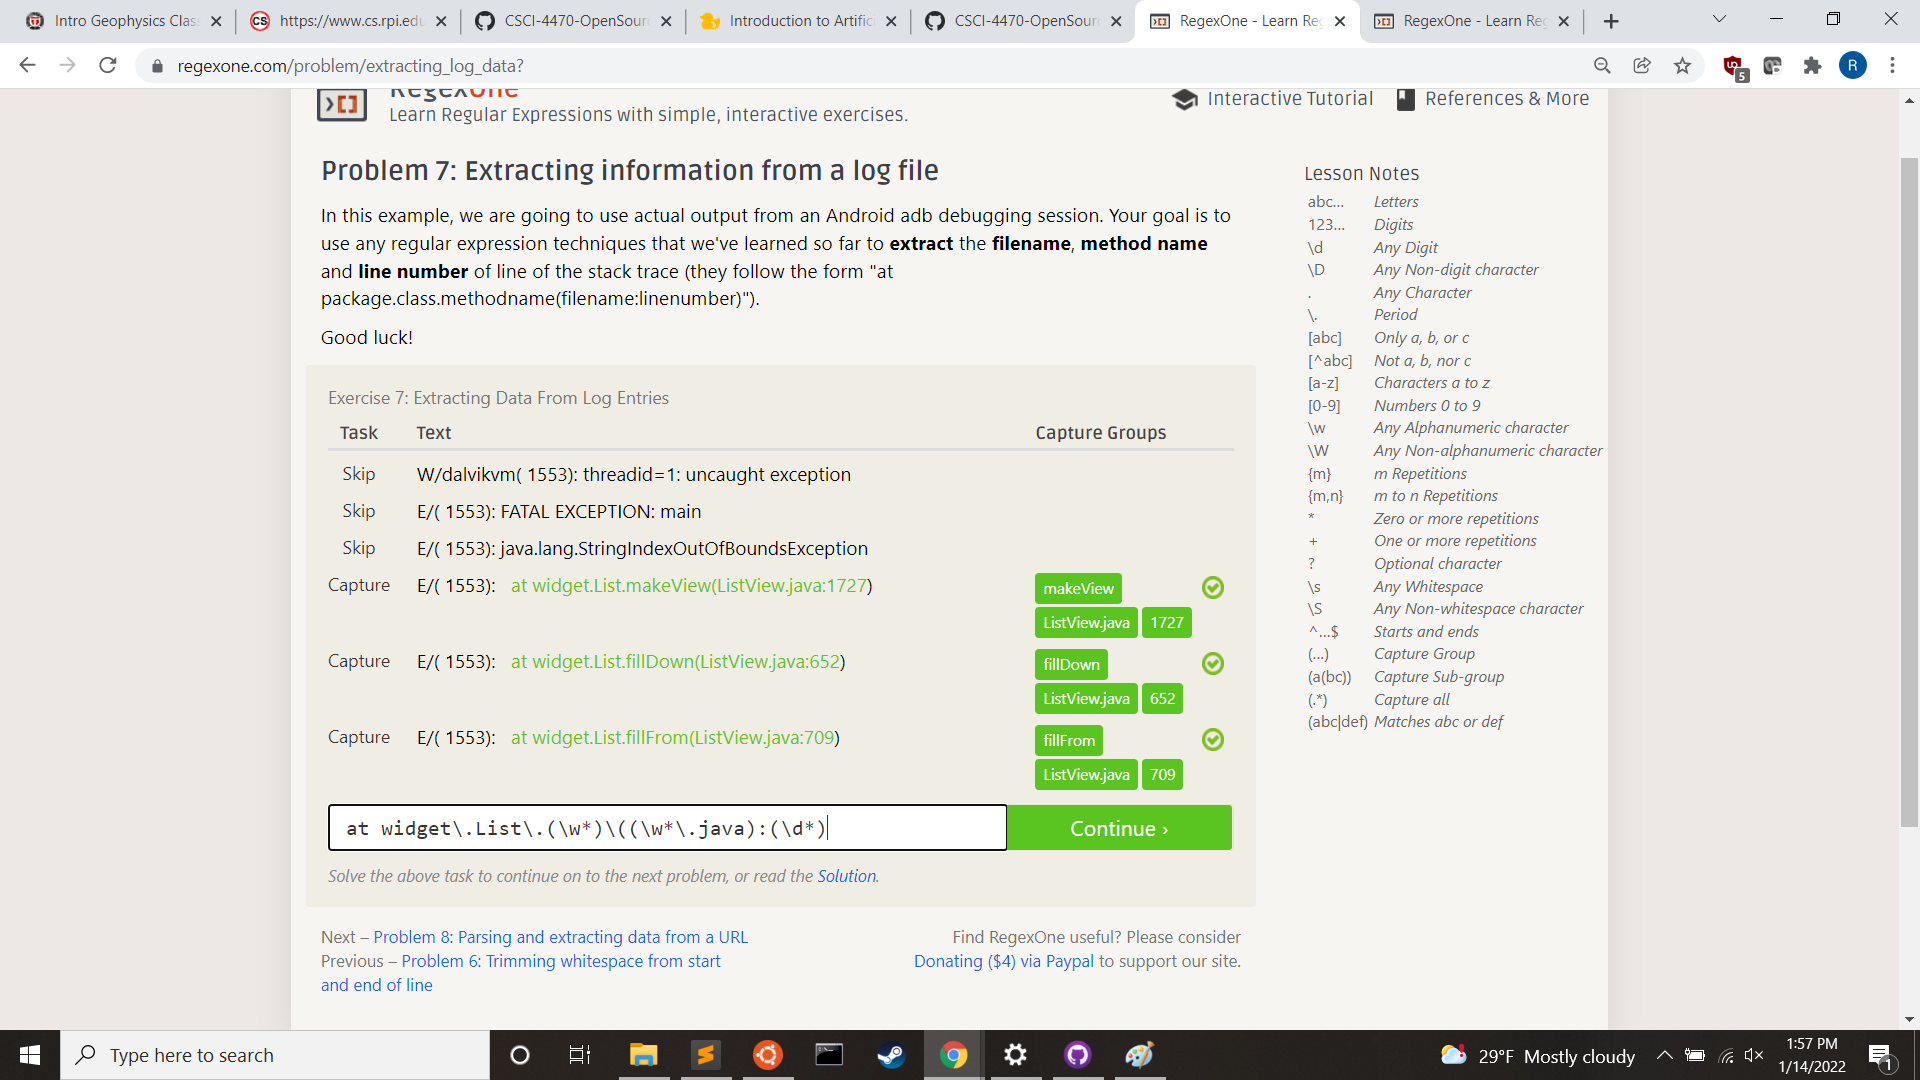 Intro Geophysics Clas
https://www.cs.rpi.edu
CSCI-4470-OpenSour
Introduction to Artific
CSCI-4470-OpenSour
RegexOne - Learn Re
RegexOne - Learn Reg
regexone.com/problem/extracting_log_data?
5
R
RegexOne
Learn Regular Expressions with simple, interactive exercises.
Interactive Tutorial
References & More
Problem 7: Extracting information from a log file
In this example, we are going to use actual output from an Android adb debugging session. Your goal is to
use any regular expression techniques that we've learned so far to extract the filename, method name
and line number of line of the stack trace (they follow the form "at
package.class.methodname(filename:linenumber)").
Good luck!
Exercise 7: Extracting Data From Log Entries
Task Text Capture Groups
Skip W/dalvikvm( 1553): threadid=1: uncaught exception
Skip E/( 1553): FATAL EXCEPTION: main
Skip E/( 1553): java.lang.StringIndexOutOfBoundsException
Capture E/( 1553):   at widget.List.makeView(ListView.java:1727) makeView
ListView.java 1727
Capture E/( 1553):   at widget.List.fillDown(ListView.java:652) fillDown
ListView.java 652
Capture E/( 1553):   at widget.List.fillFrom(ListView.java:709) fillFrom
ListView.java 709
at widget\.List\.(\w*)\((\w*\.java):(\d*)
Continue ›
Solve the above task to continue on to the next problem, or read the Solution.
Next – Problem 8: Parsing and extracting data from a URL
Previous – Problem 6: Trimming whitespace from start
and end of line
Find RegexOne useful? Please consider
Donating ($4) via Paypal to support our site.
Lesson Notes
abc… Letters
123… Digits
\d Any Digit
\D Any Non-digit character
. Any Character
\. Period
[abc] Only a, b, or c
[^abc] Not a, b, nor c
[a-z] Characters a to z
[0-9] Numbers 0 to 9
\w Any Alphanumeric character
\W Any Non-alphanumeric character
{m} m Repetitions
{m,n} m to n Repetitions
* Zero or more repetitions
+ One or more repetitions
? Optional character
\s Any Whitespace
\S Any Non-whitespace character
^…$ Starts and ends
(…) Capture Group
(a(bc)) Capture Sub-group
(.*) Capture all
(abc|def) Matches abc or def
Type here to search
29°F Mostly cloudy
1:57 PM
1/14/2022
1